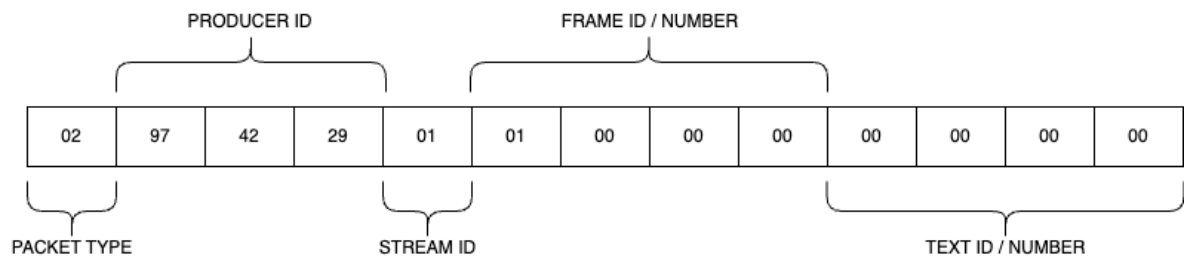 PRODUCER ID FRAME ID / NUMBER
02 97 42 29 01 01 00 00 00 00 00 00 00
PACKET TYPE STREAM ID TEXT ID / NUMBER